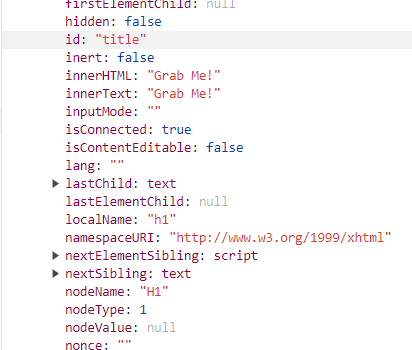 firstElementChild: null
hidden: false
id: "title"
inert: false
innerHTML: "Grab Me!"
innerText: "Grab Me!"
inputMode: ""
isConnected: true
isContentEditable: false
lang: ""
lastChild: text
lastElementChild: null
localName: "h1"
namespaceURI: "http://www.w3.org/1999/xhtml"
nextElementSibling: script
nextSibling: text
nodeName: "H1"
nodeType: 1
nodeValue: null
nonce: ""